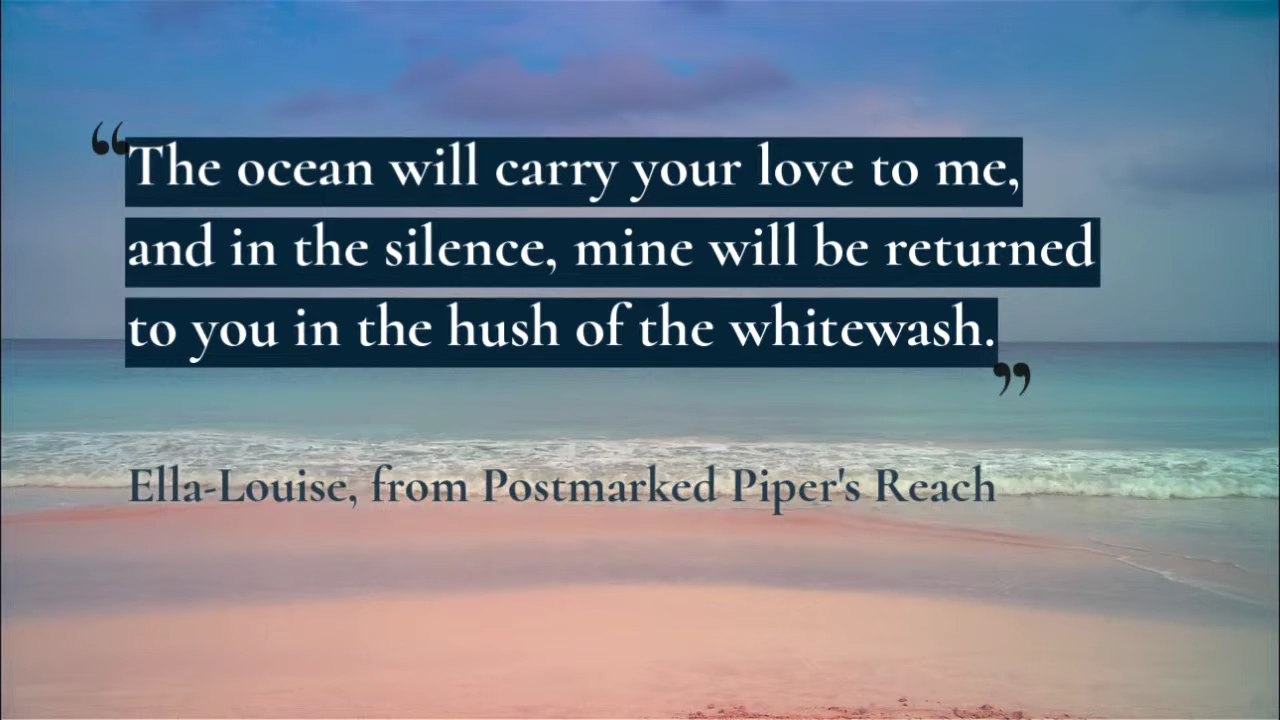 “The ocean will carry your love to me,
and in the silence, mine will be returned
to you in the hush of the whitewash.”
Ella-Louise, from Postmarked Piper's Reach